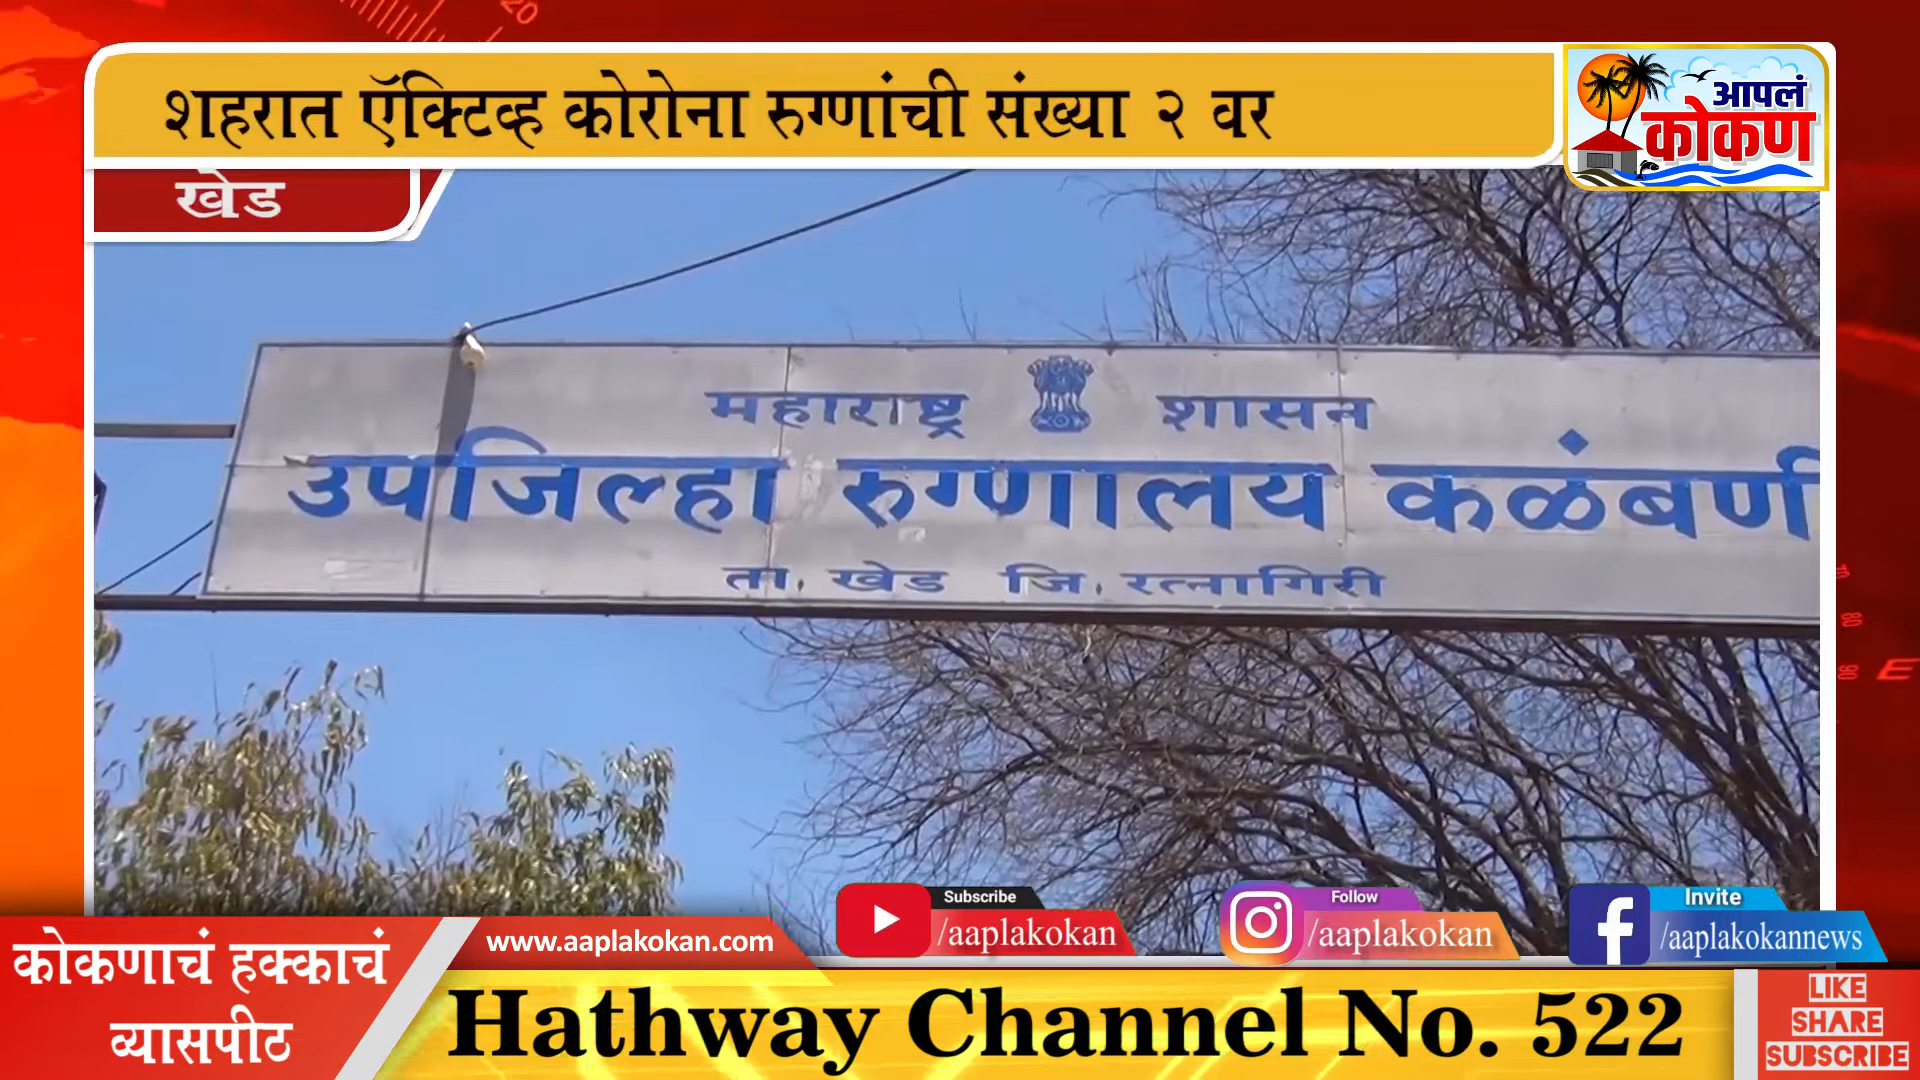 शहरात ऍक्टिव्ह कोरोना रुग्णांची संख्या २ वर
आपलं
कोकण
खेड
महाराष्ट्र शासन
उपजिल्हा रुग्णालय कळंबणी
ता. खेड जि. रत्नागिरी
Subscribe
/aaplakokan
Follow
/aaplakokan
Invite
/aaplakokannews
www.aaplakokan.com
कोकणाचं हक्काचं
व्यासपीठ
Hathway Channel No. 522
LIKE
SHARE
SUBSCRIBE